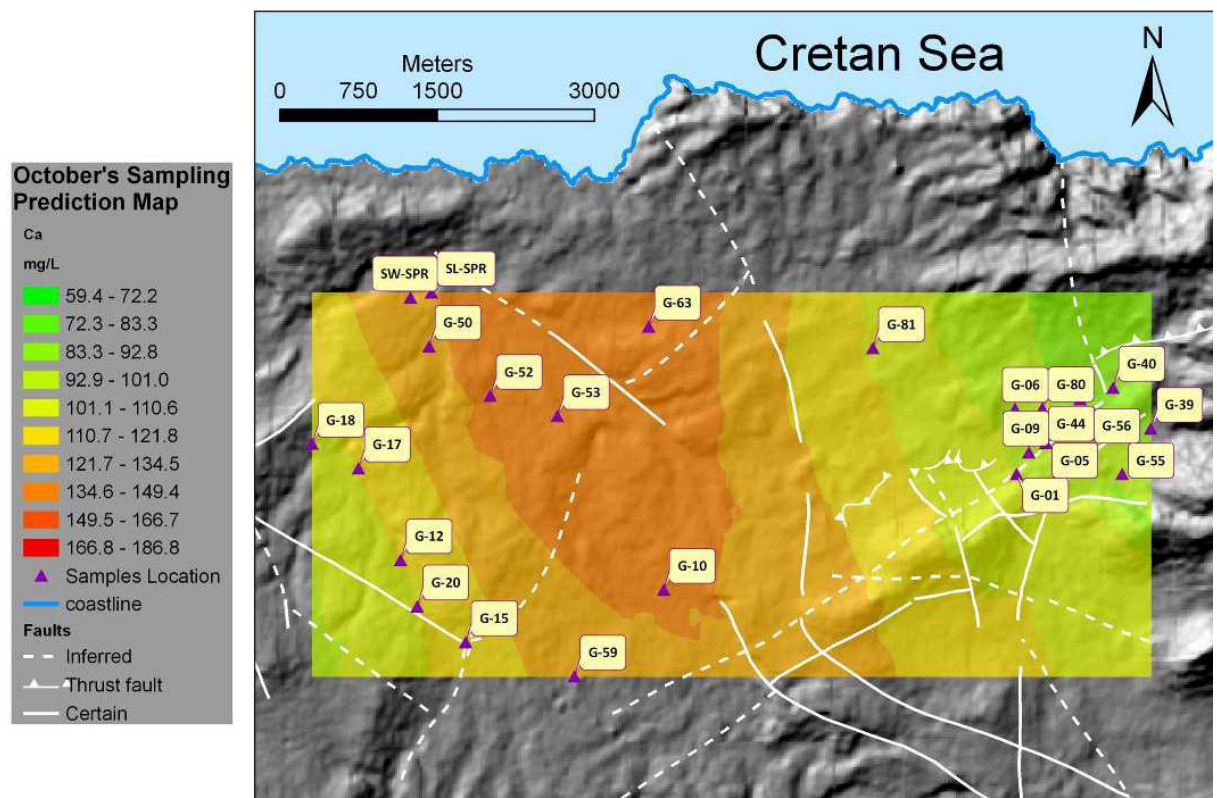 October's Sampling
Prediction Map
Ca
mg/L
59.4 - 72.2
72.3 - 83.3
83.3 - 92.8
92.9 - 101.0
101.1 - 110.6
110.7 - 121.8
121.7 - 134.5
134.6 - 149.4
149.5 - 166.7
166.8 - 186.8
Samples Location
coastline
Faults
Inferred
Thrust fault
Certain
Meters
0 750 1500 3000
Cretan Sea
N
SW-SPR
SL-SPR
G-50
G-63
G-81
G-52
G-53
G-40
G-06
G-80
G-39
G-18
G-17
G-09
G-44
G-56
G-05
G-55
G-01
G-12
G-10
G-20
G-15
G-59